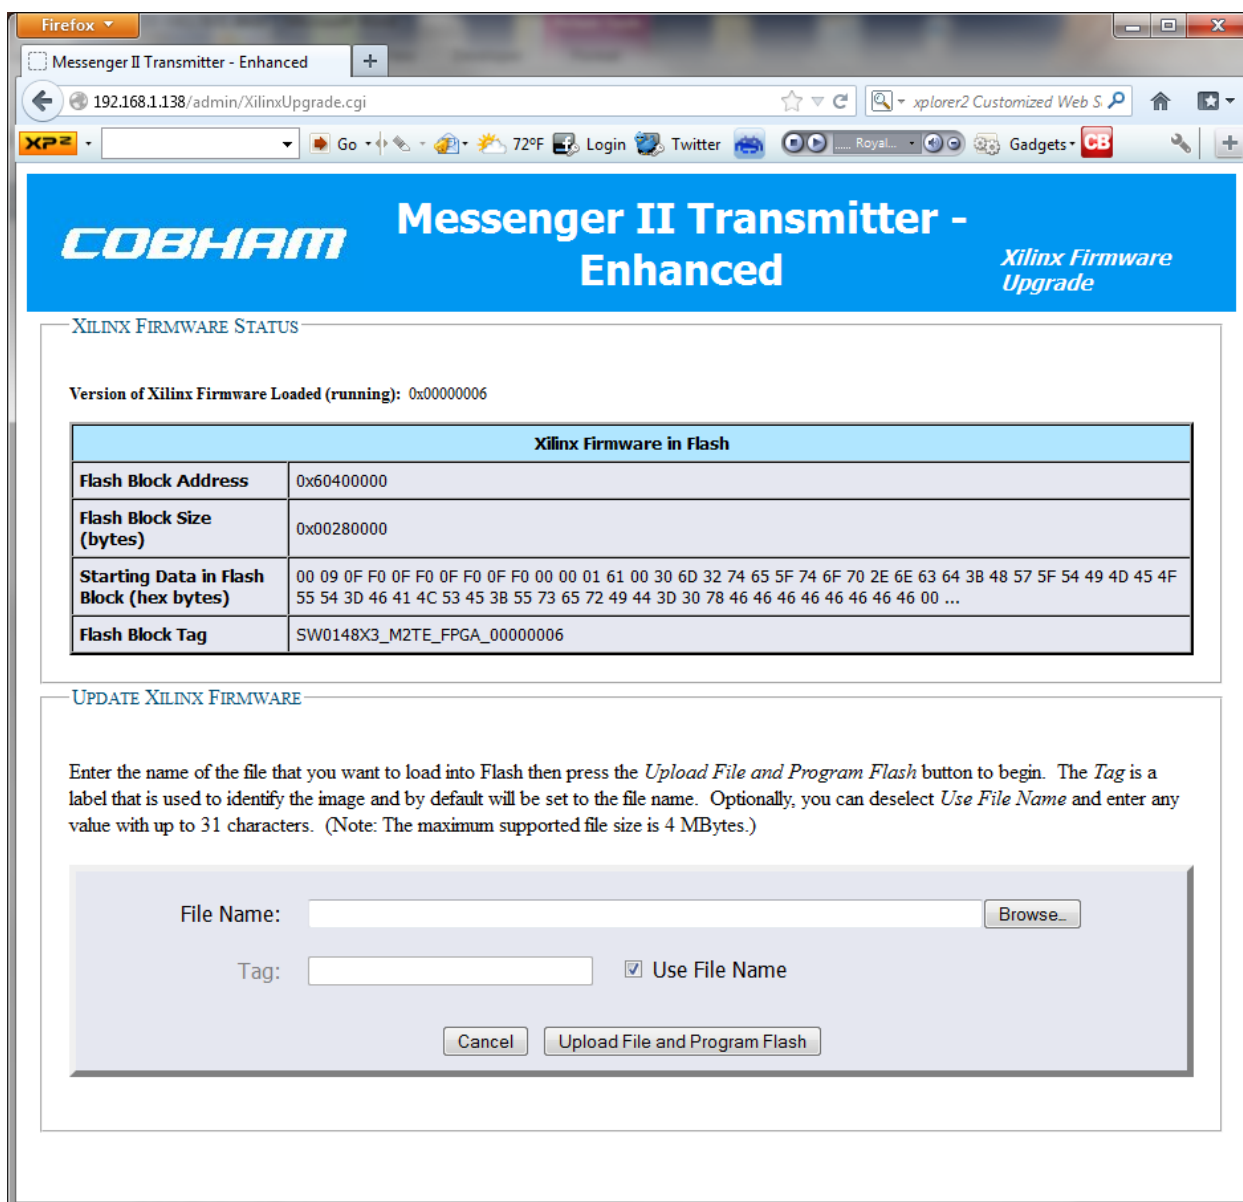 Firefox
Messenger II Transmitter - Enhanced
192.168.1.138/admin/XilinxUpgrade.cgi
xplorer2 Customized Web S
XP2
Go
72°F
Login
Twitter
..... Royal...
Gadgets
CB
COBHAM
Messenger II Transmitter -
Enhanced
Xilinx Firmware
Upgrade
XILINX FIRMWARE STATUS
Version of Xilinx Firmware Loaded (running): 0x00000006
Xilinx Firmware in Flash
Flash Block Address
0x60400000
Flash Block Size
(bytes)
0x00280000
Starting Data in Flash
Block (hex bytes)
00 09 0F F0 0F F0 0F F0 0F F0 00 00 01 61 00 30 6D 32 74 65 5F 74 6F 70 2E 6E 63 64 3B 48 57 5F 54 49 4D 45 4F
55 54 3D 46 41 4C 53 45 3B 55 73 65 72 49 44 3D 30 78 46 46 46 46 46 46 46 46 00 ...
Flash Block Tag
SW0148X3_M2TE_FPGA_00000006
UPDATE XILINX FIRMWARE
Enter the name of the file that you want to load into Flash then press the Upload File and Program Flash button to begin. The Tag is a
label that is used to identify the image and by default will be set to the file name. Optionally, you can deselect Use File Name and enter any
value with up to 31 characters. (Note: The maximum supported file size is 4 MBytes.)
File Name:
Browse...
Tag:
Use File Name
Cancel
Upload File and Program Flash